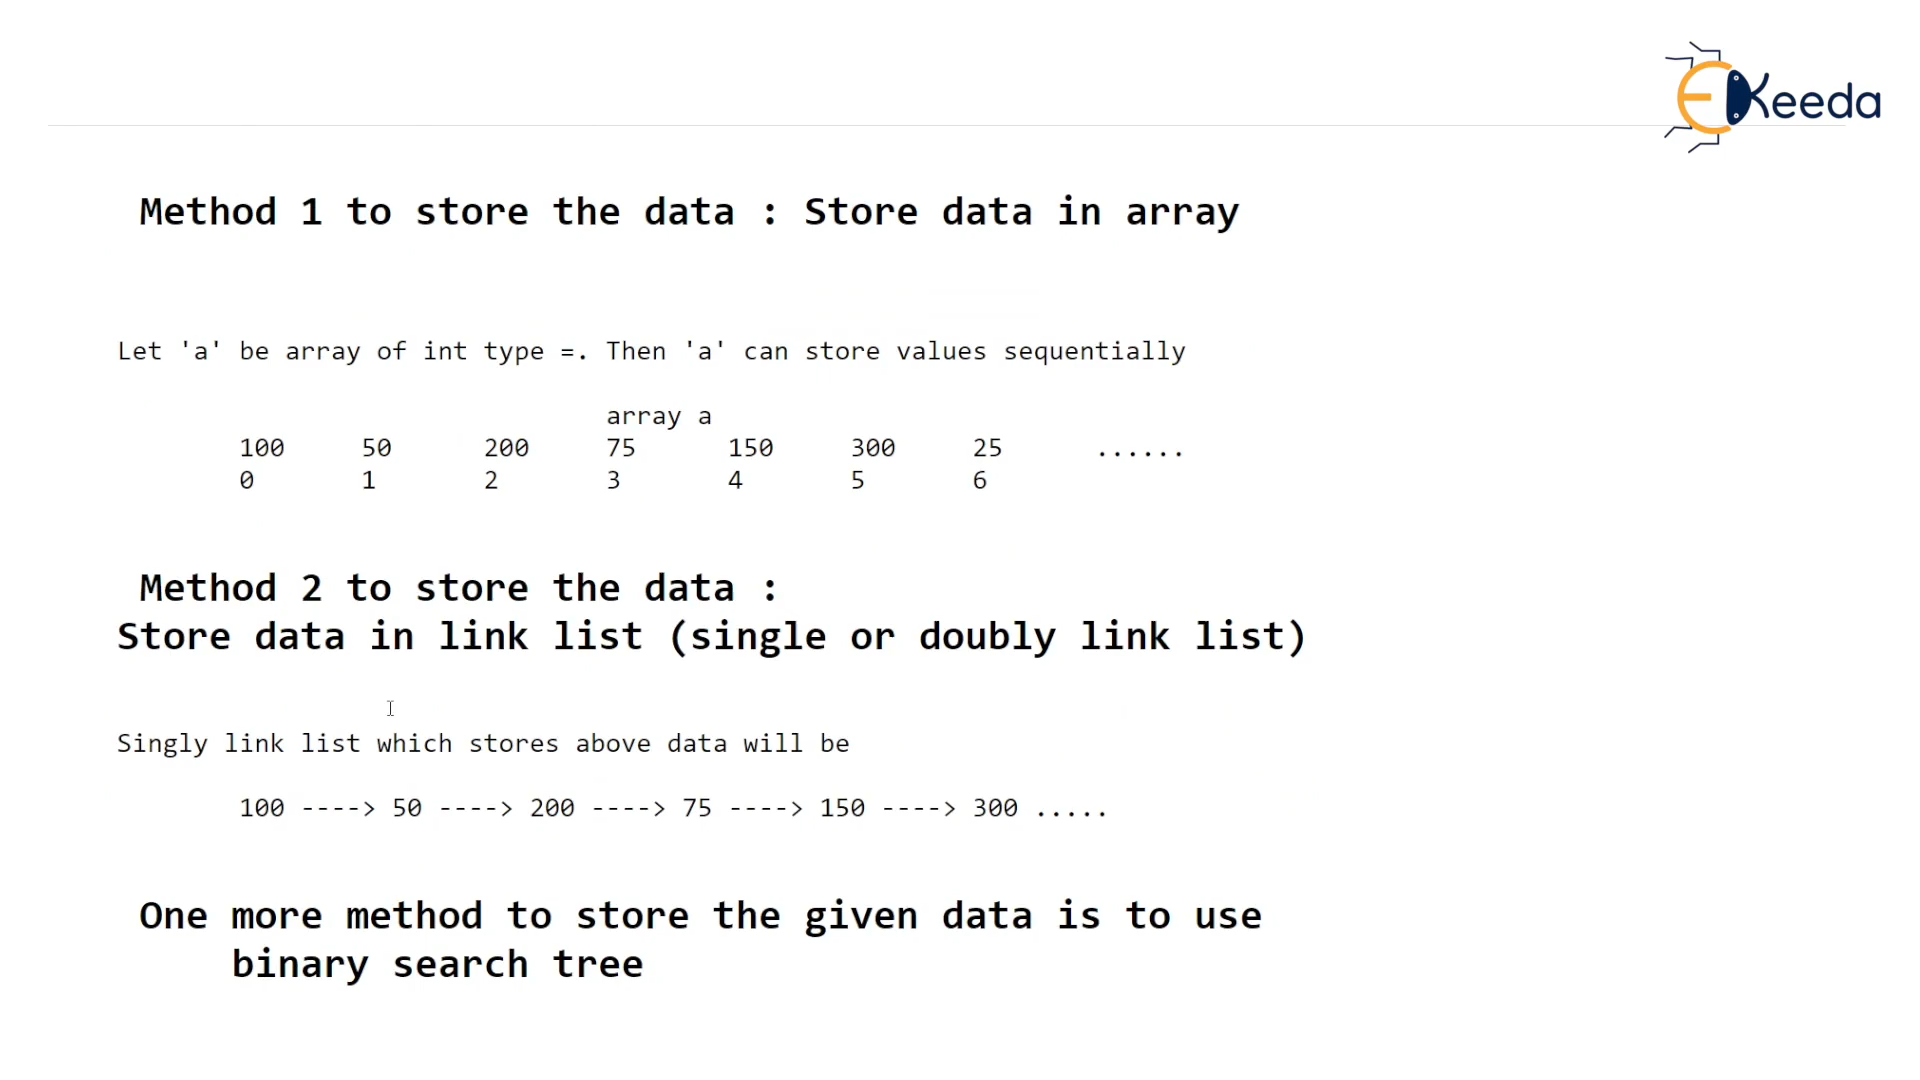 EKeeda
Method 1 to store the data : Store data in array
Let 'a' be array of int type =. Then 'a' can store values sequentially
array a
100 50 200 75 150 300 25 ......
0 1 2 3 4 5 6
Method 2 to store the data :
Store data in link list (single or doubly link list)
Singly link list which stores above data will be
100 ----> 50 ----> 200 ----> 75 ----> 150 ----> 300 .....
One more method to store the given data is to use
binary search tree